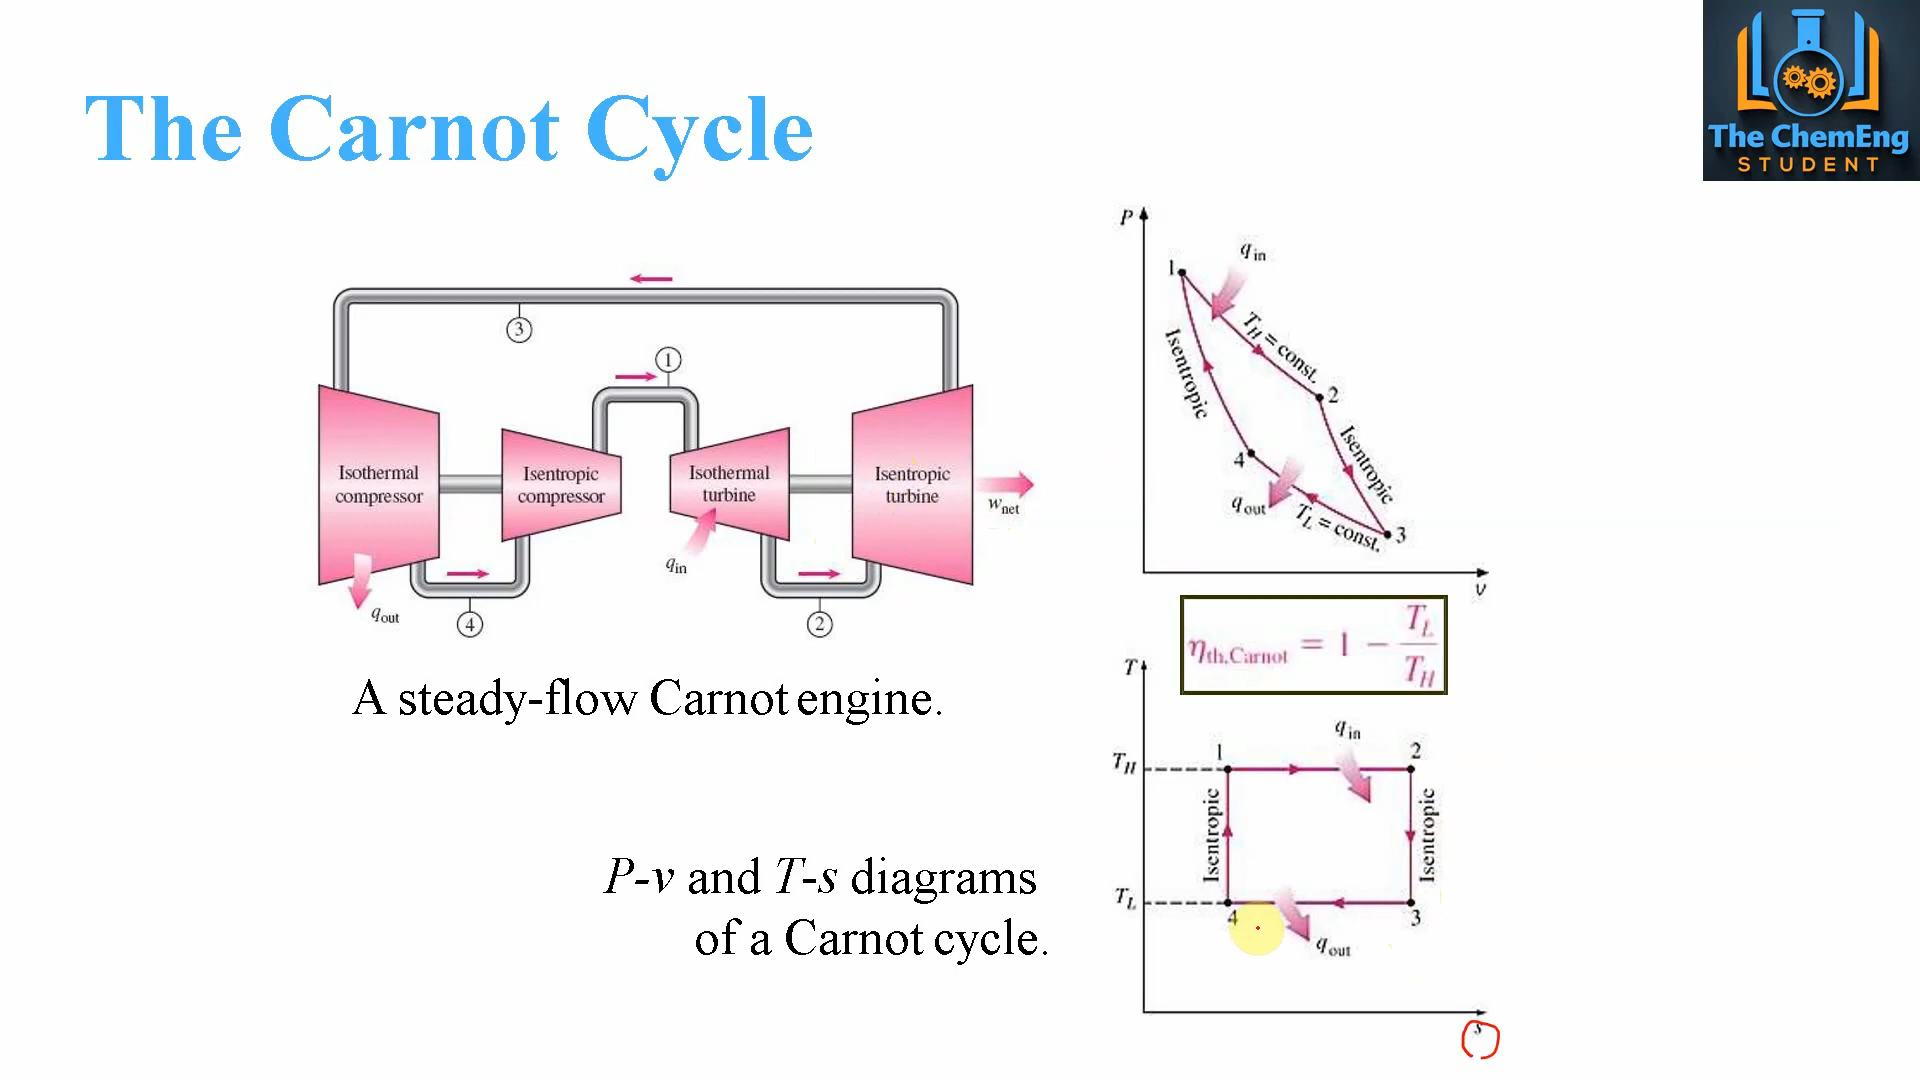 The Carnot Cycle
The ChemEng
STUDENT
3
1
Isothermal
compressor
Isentropic
compressor
Isothermal
turbine
Isentropic
turbine
w_net
q_in
q_out
4
2
A steady-flow Carnot engine.
P-v and T-s diagrams
of a Carnot cycle.
P
1
q_in
T_H = const.
2
Isentropic
Isentropic
4
q_out
T_L = const.
3
v
η_th,Carnot = 1 − T_L / T_H
T
q_in
1
2
T_H
Isentropic
Isentropic
T_L
4
3
q_out
s